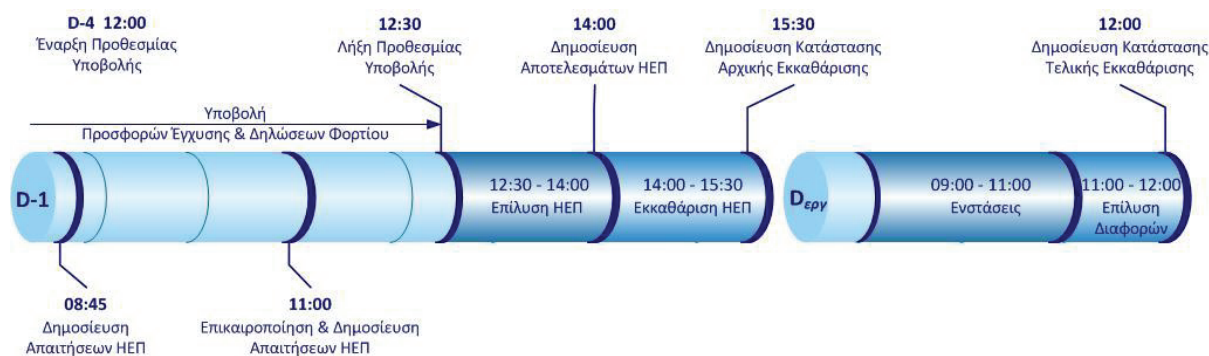 D-4 12:00
Έναρξη Προθεσμίας
Υποβολής
12:30
Λήξη Προθεσμίας
Υποβολής
14:00
Δημοσίευση
Αποτελεσμάτων ΗΕΠ
15:30
Δημοσίευση Κατάστασης
Αρχικής Εκκαθάρισης
12:00
Δημοσίευση Κατάστασης
Τελικής Εκκαθάρισης
Υποβολή
Προσφορών Έγχυσης & Δηλώσεων Φορτίου
D-1
12:30 - 14:00
Επίλυση ΗΕΠ
14:00 - 15:30
Εκκαθάριση ΗΕΠ
Dεργ
09:00 - 11:00
Ενστάσεις
11:00 - 12:00
Επίλυση
Διαφορών
08:45
Δημοσίευση
Απαιτήσεων ΗΕΠ
11:00
Επικαιροποίηση & Δημοσίευση
Απαιτήσεων ΗΕΠ